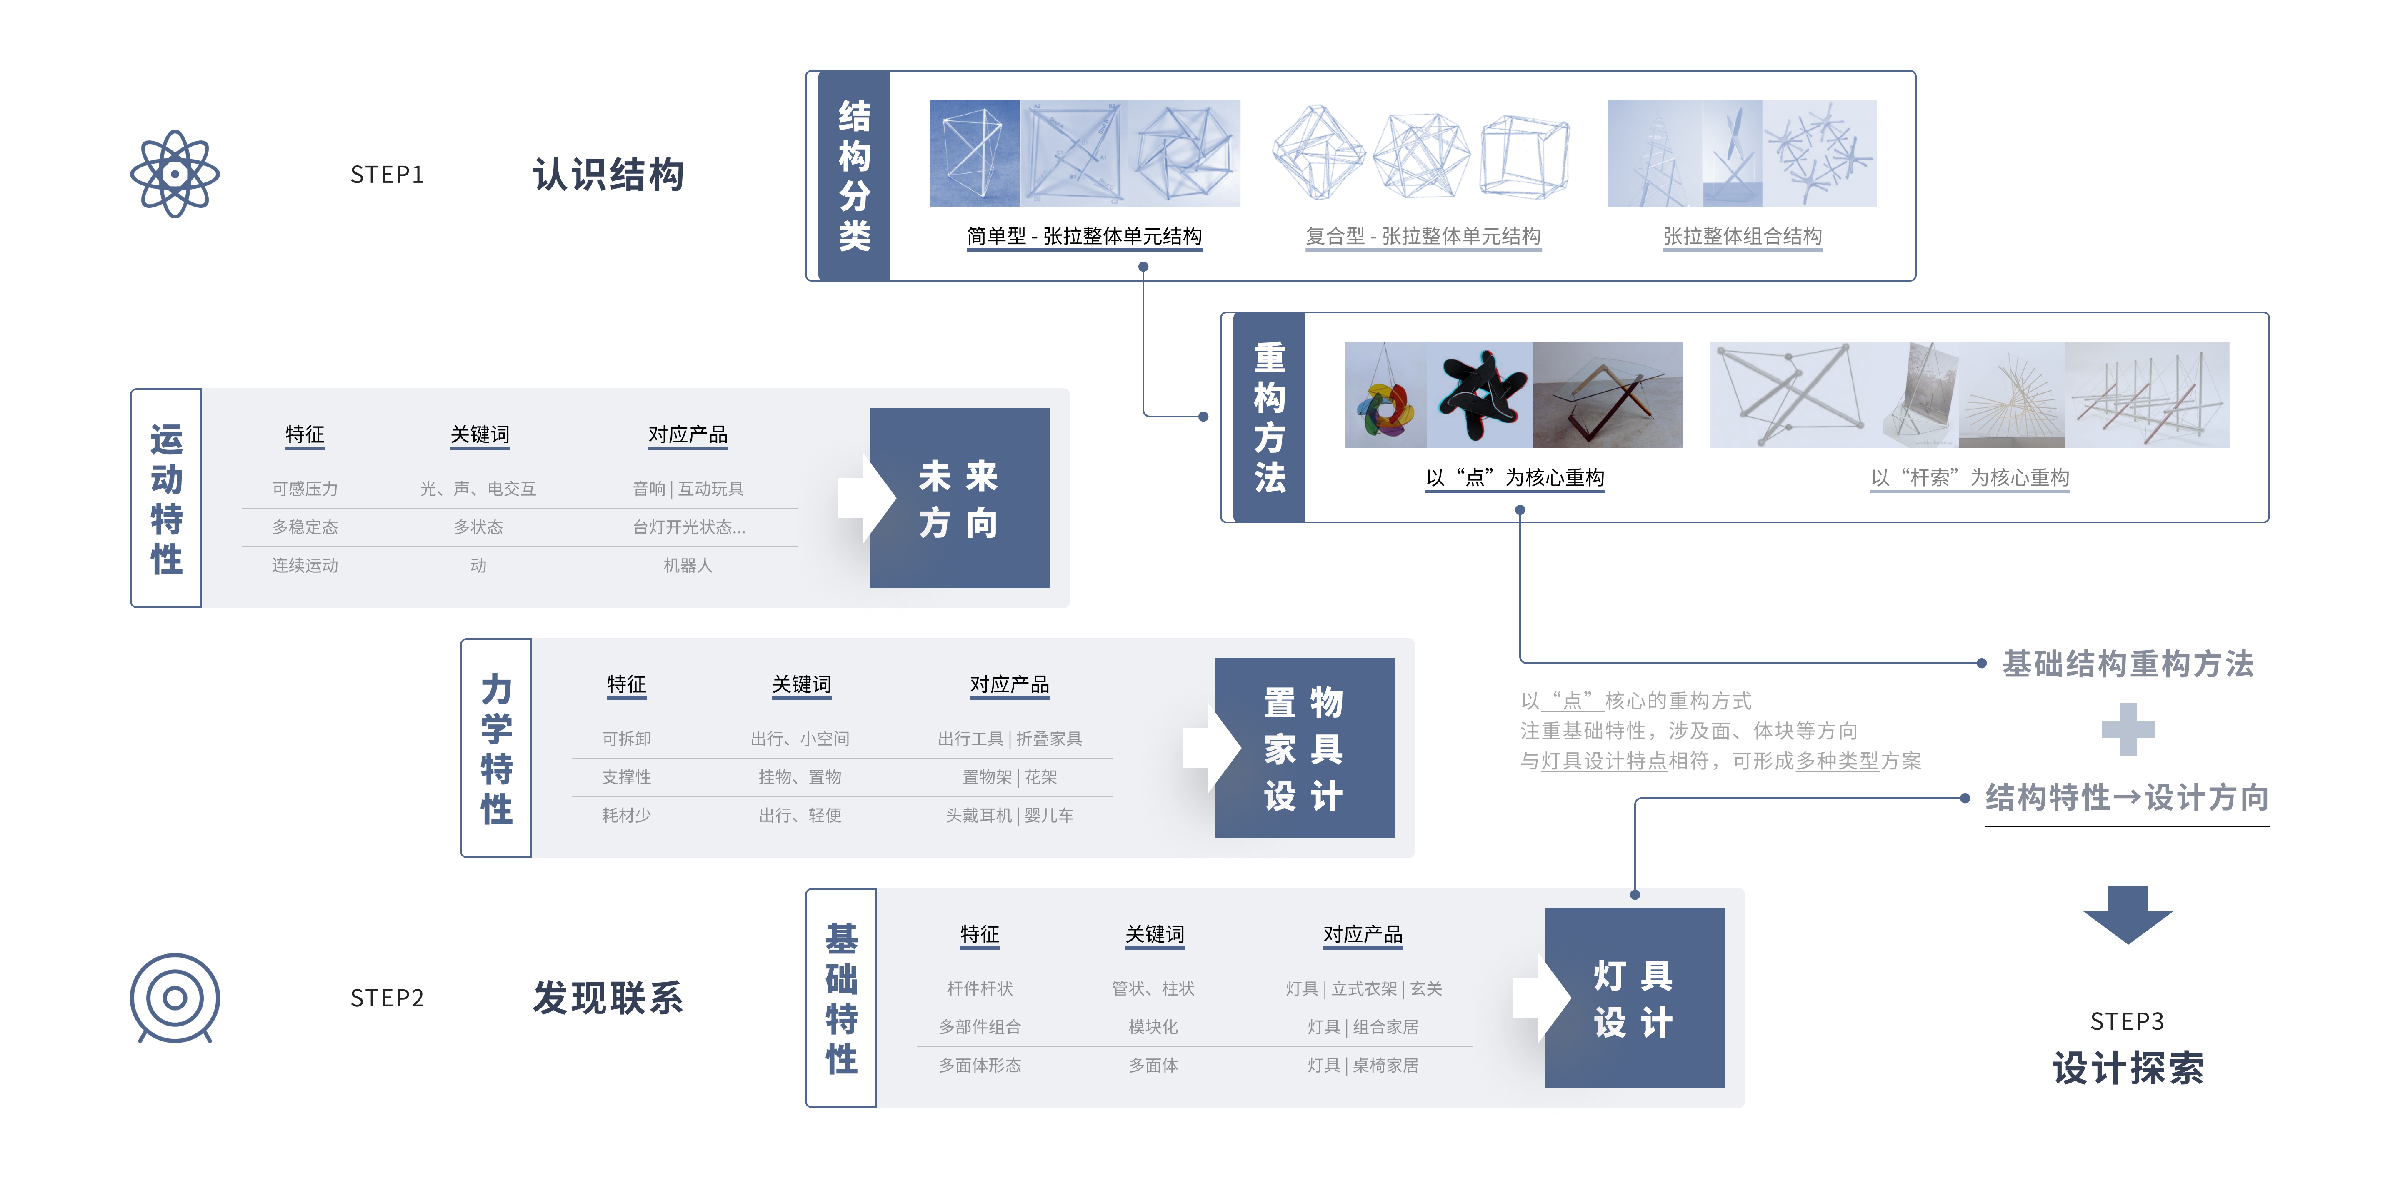 STEP1
认识结构
结构分类
简单型 - 张拉整体单元结构
复合型 - 张拉整体单元结构
张拉整体组合结构
重构方法
以“点”为核心重构
以“杆索”为核心重构
运动特性
特征 关键词 对应产品
可感压力 光、声、电交互 音响 | 互动玩具
多稳定态 多状态 台灯开光状态...
连续运动 动 机器人
未来
方向
力学特性
特征 关键词 对应产品
可拆卸 出行、小空间 出行工具 | 折叠家具
支撑性 挂物、置物 置物架 | 花架
耗材少 出行、轻便 头戴耳机 | 婴儿车
置物
家具
设计
基础结构重构方法
以“点”核心的重构方式
注重基础特性，涉及面、体块等方向
与灯具设计特点相符，可形成多种类型方案
结构特性→设计方向
STEP2
发现联系
基础特性
特征 关键词 对应产品
杆件杆状 管状、柱状 灯具 | 立式衣架 | 玄关
多部件组合 模块化 灯具 | 组合家居
多面体形态 多面体 灯具 | 桌椅家居
灯具
设计
STEP3
设计探索